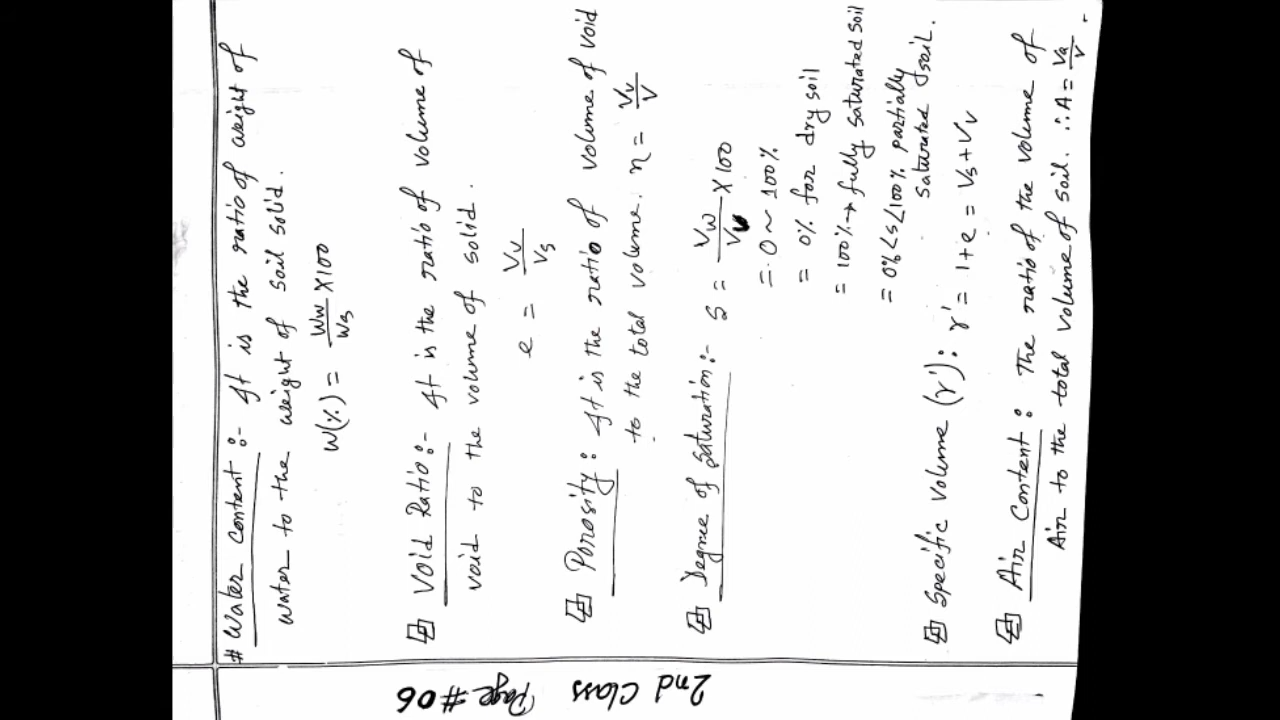 2nd Class Page #06
# Water content :- It is the ratio of weight of
water to the weight of soil solid.
W(%) = Ww/Ws X100
Void Ratio :- It is the ratio of volume of
void to the volume of solid.
e = Vv/Vs
Porosity : It is the ratio of volume of void
to the total volume. n = Vv/V
Degree of saturation :- S = Vw/Vv X100
= 0 ~ 100%
= 0% for dry soil
= 100% → fully saturated soil
= 0%<s<100% partially
saturated soil.
Specific volume (r') : r' = 1+e = Vs+Vv
Air Content : The ratio of the volume of
Air to the total volume of soil. ∴A = Va/V.